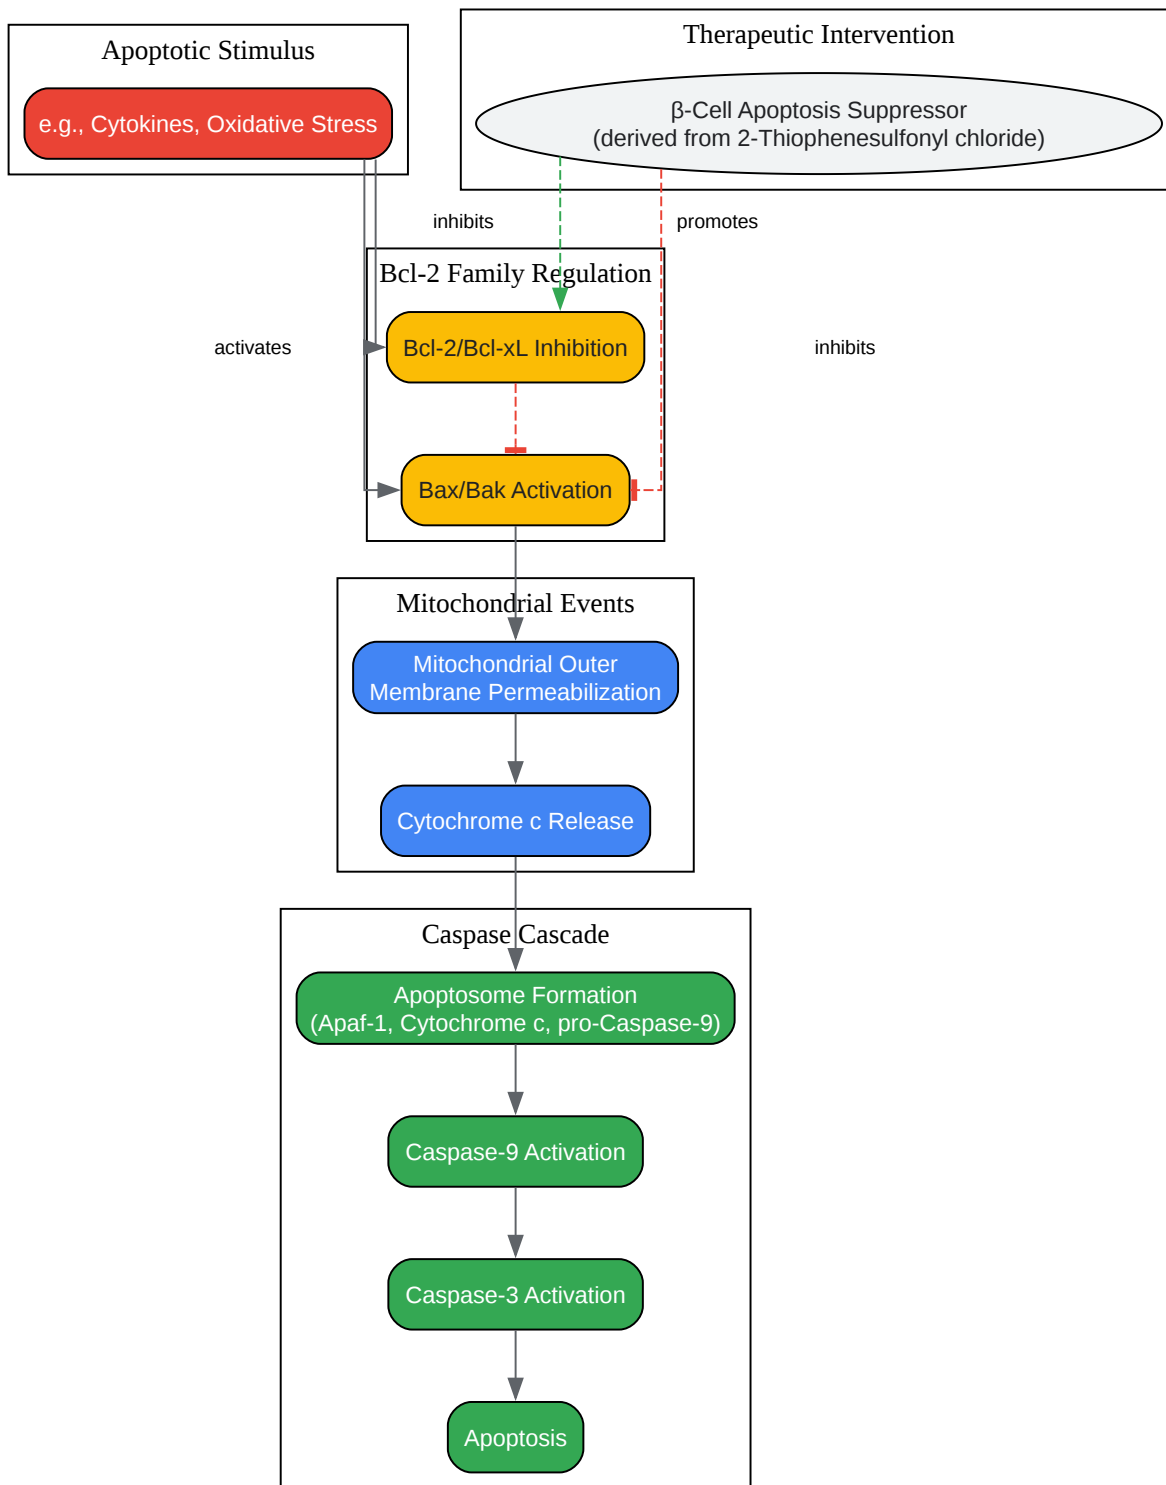 Apoptotic Stimulus
e.g., Cytokines, Oxidative Stress
Therapeutic Intervention
β-Cell Apoptosis Suppressor
(derived from 2-Thiophenesulfonyl chloride)
inhibits
promotes
Bcl-2 Family Regulation
Bcl-2/Bcl-xL Inhibition
activates
inhibits
Bax/Bak Activation
Mitochondrial Events
Mitochondrial Outer
Membrane Permeabilization
Cytochrome c Release
Caspase Cascade
Apoptosome Formation
(Apaf-1, Cytochrome c, pro-Caspase-9)
Caspase-9 Activation
Caspase-3 Activation
Apoptosis